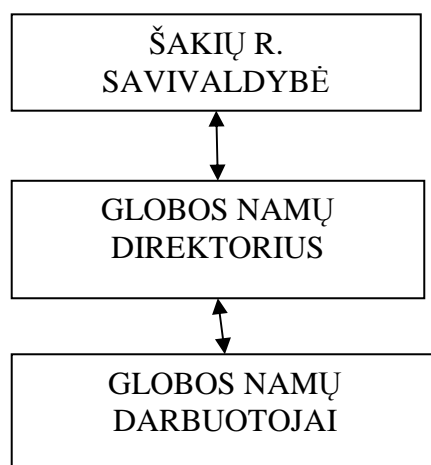 ŠAKIŲ R.
SAVIVALDYBĖ
GLOBOS NAMŲ
DIREKTORIUS
GLOBOS NAMŲ
DARBUOTOJAI